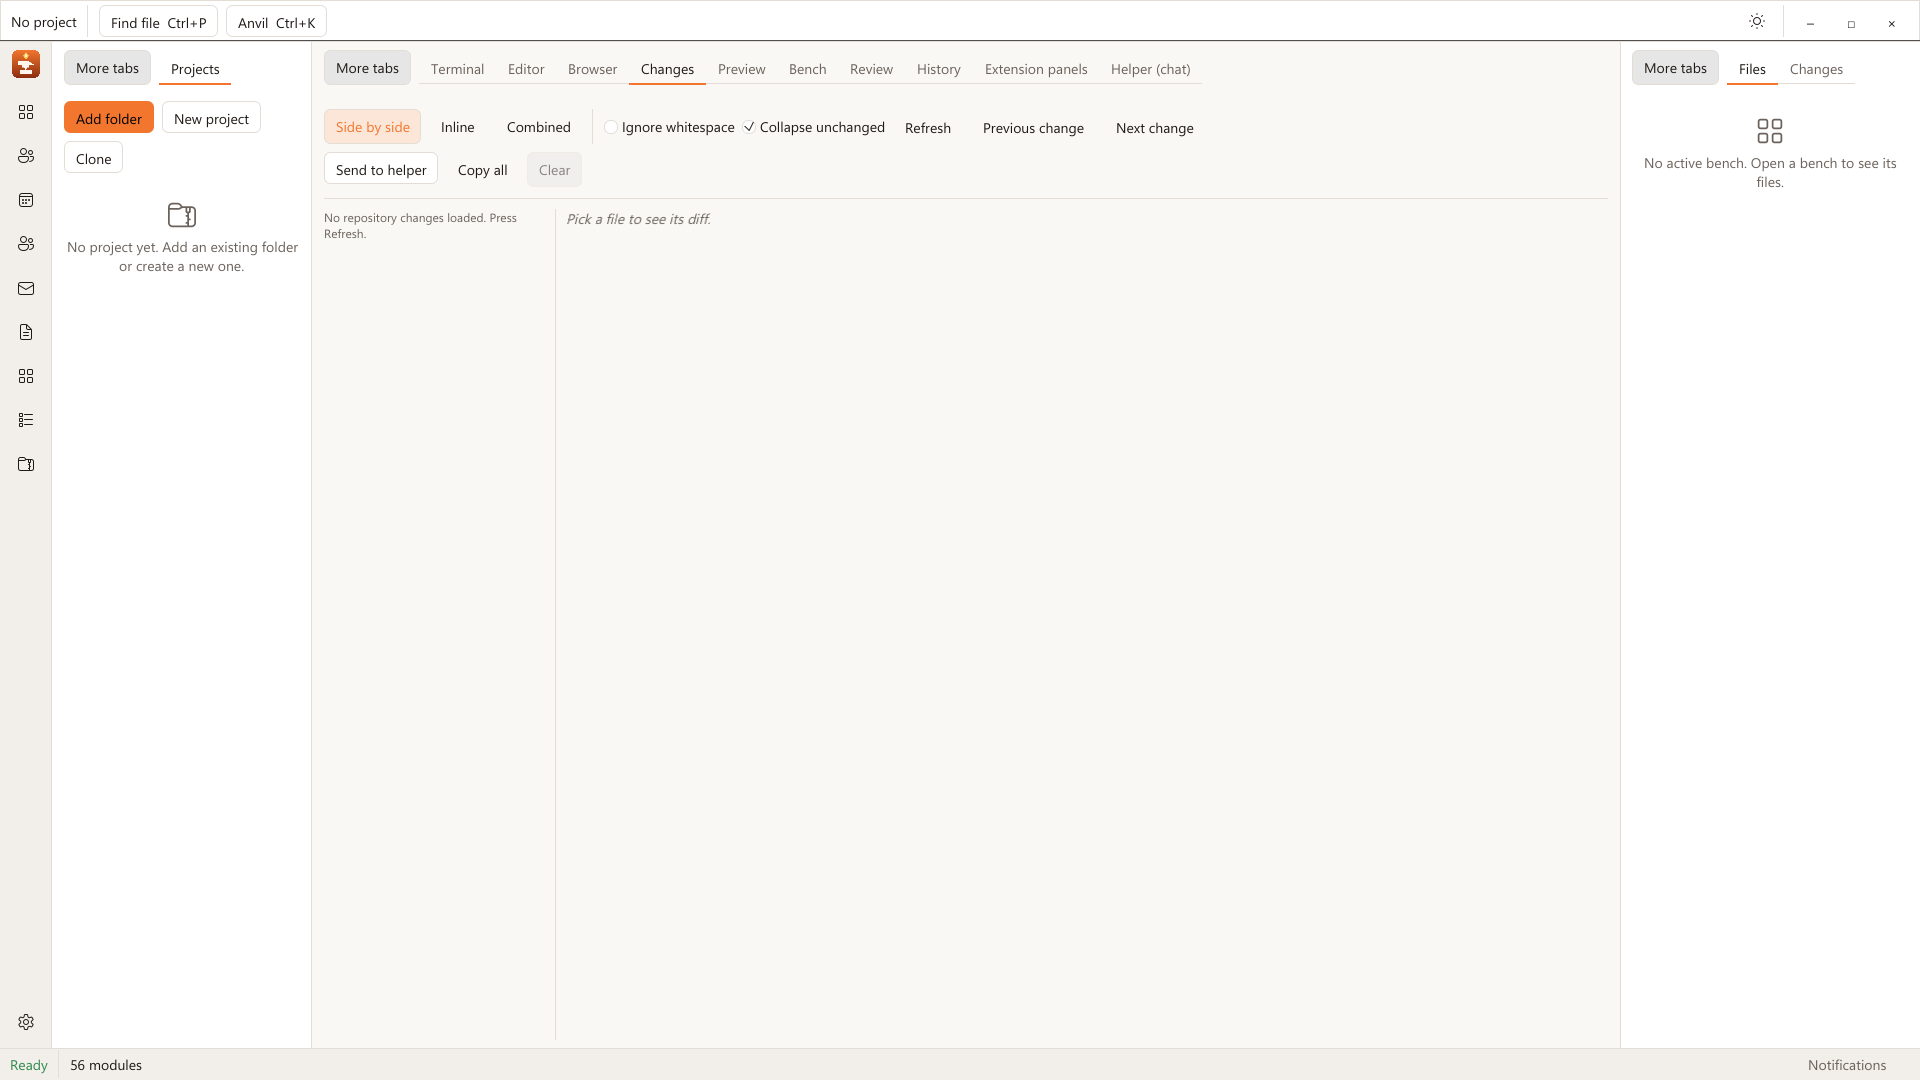 No project
Find file Ctrl+P
Anvil Ctrl+K
More tabs
Projects
Add folder
New project
Clone
No project yet. Add an existing folder
or create a new one.
More tabs
Terminal
Editor
Browser
Changes
Preview
Bench
Review
History
Extension panels
Helper (chat)
Side by side
Inline
Combined
Ignore whitespace
Collapse unchanged
Refresh
Previous change
Next change
Send to helper
Copy all
Clear
No repository changes loaded. Press
Refresh.
Pick a file to see its diff.
More tabs
Files
Changes
No active bench. Open a bench to see its
files.
Ready
56 modules
Notifications